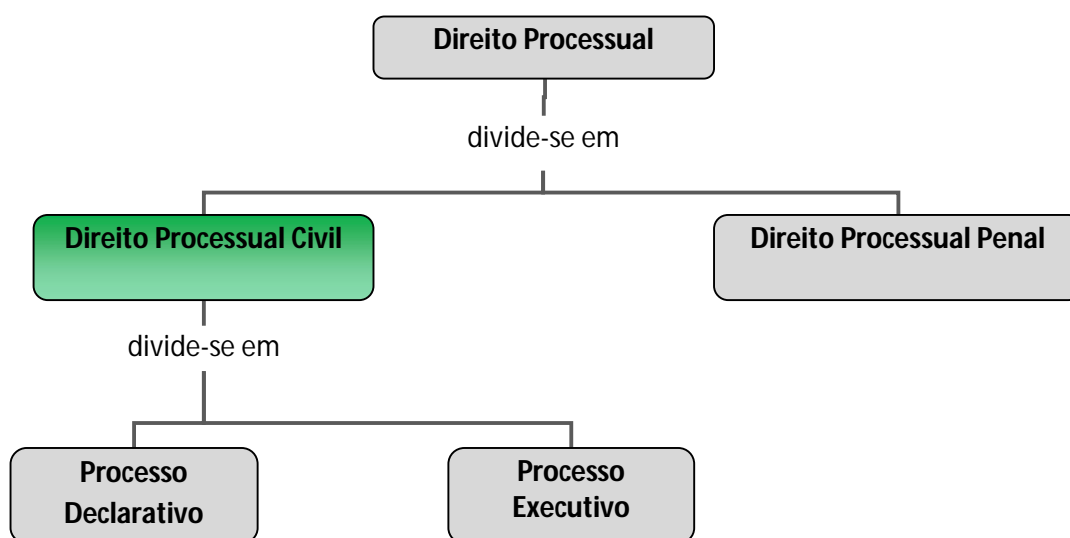 Direito Processual
divide-se em
Direito Processual Civil
Direito Processual Penal
divide-se em
Processo
Declarativo
Processo
Executivo